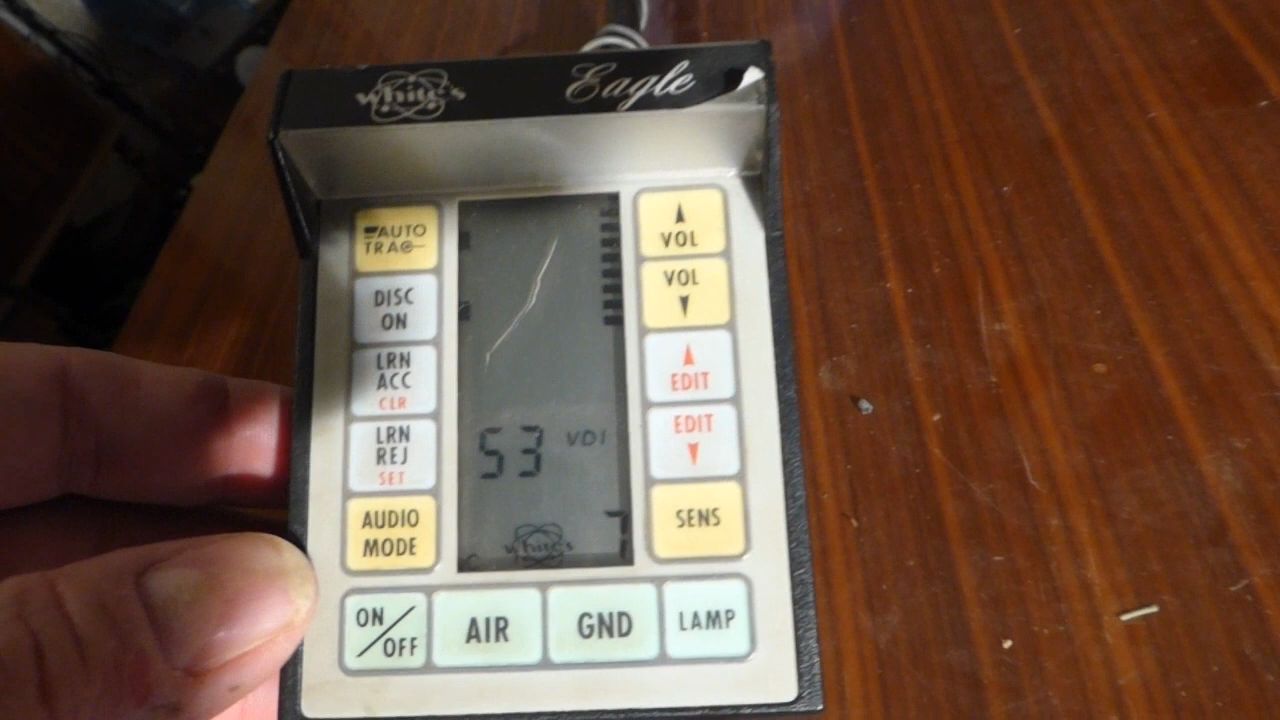 White's Eagle
AUTO
TRAC
DISC
ON
LRN
ACC
CLR
LRN
REJ
SET
AUDIO
MODE
53 VDI
White's
7
VOL
VOL
EDIT
EDIT
SENS
ON/OFF
AIR
GND
LAMP